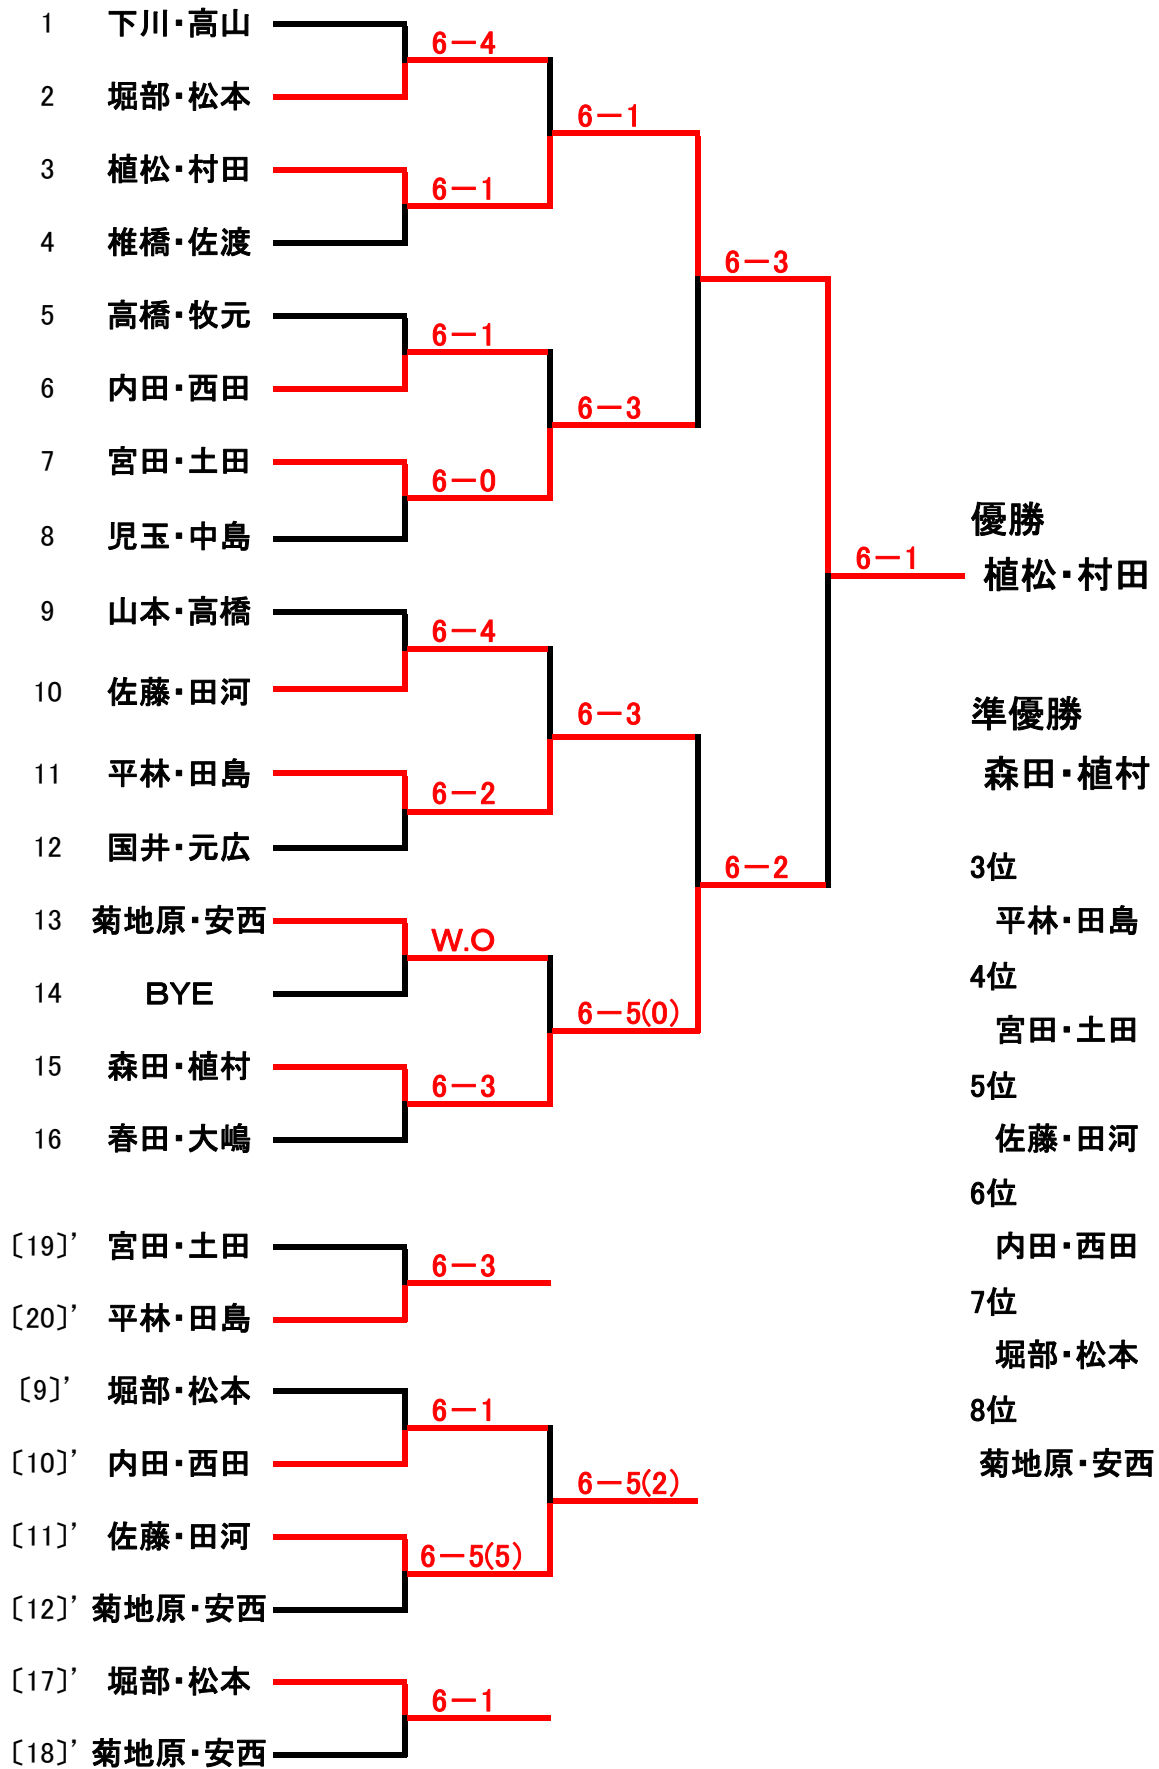 1 下川・高山
6－4
2 堀部・松本
6－1
3 植松・村田
6－1
4 椎橋・佐渡
6－3
5 高橋・牧元
6－1
6 内田・西田
6－3
7 宮田・土田
6－0
8 児玉・中島
優勝
6－1
植松・村田
9 山本・高橋
6－4
10 佐藤・田河
6－3
準優勝
森田・植村
11 平林・田島
6－2
12 国井・元広
6－2
3位
13 菊地原・安西
平林・田島
W.O
4位
14 BYE
6－5(0)
宮田・土田
15 森田・植村
6－3
5位
16 春田・大嶋
佐藤・田河
6位
〔19〕’ 宮田・土田
内田・西田
6－3
7位
〔20〕’ 平林・田島
堀部・松本
〔9〕’ 堀部・松本
6－1
8位
〔10〕’ 内田・西田
菊地原・安西
6－5(2)
〔11〕’ 佐藤・田河
6－5(5)
〔12〕’ 菊地原・安西
〔17〕’ 堀部・松本
6－1
〔18〕’ 菊地原・安西